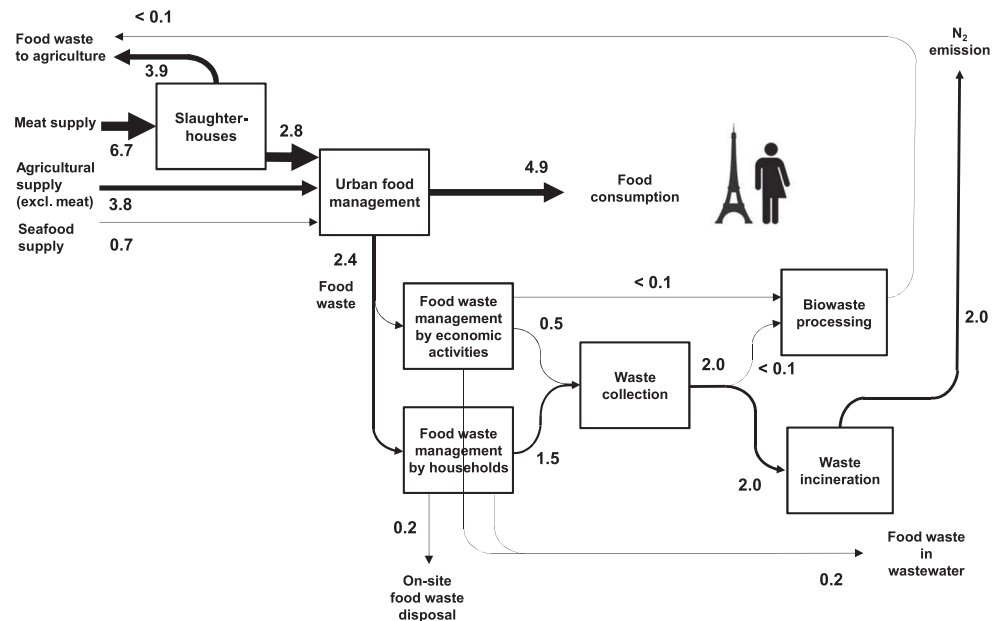 < 0.1
Food waste
to agriculture
3.9
N2
emission
Meat supply
6.7
Slaughter-
houses
2.8
Agricultural
supply
(excl. meat)
3.8
Seafood
supply
0.7
Urban food
management
4.9
Food
consumption
2.4
Food
waste
Food waste
management
by economic
activities
< 0.1
0.5
Biowaste
processing
2.0
Waste
collection
2.0
< 0.1
Food waste
management
by households
1.5
2.0
Waste
incineration
0.2
On-site
food waste
disposal
Food waste
in
wastewater
0.2